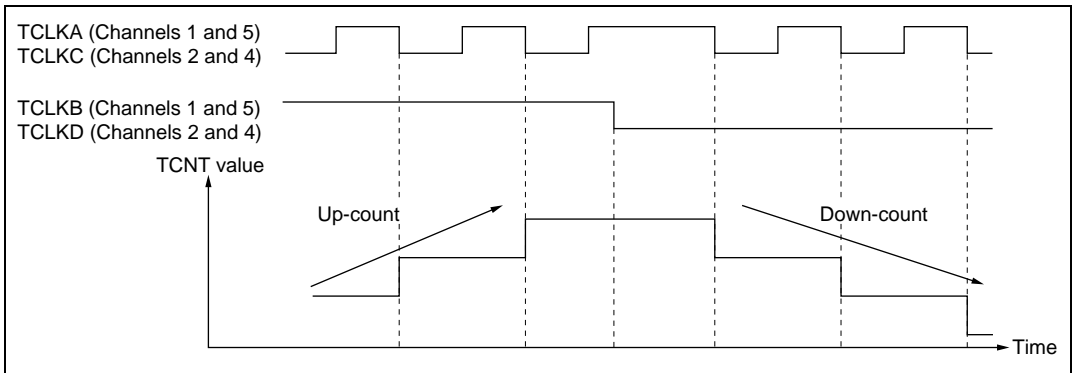 TCLKA (Channels 1 and 5)
TCLKC (Channels 2 and 4)
TCLKB (Channels 1 and 5)
TCLKD (Channels 2 and 4)
TCNT value
Up-count
Down-count
Time